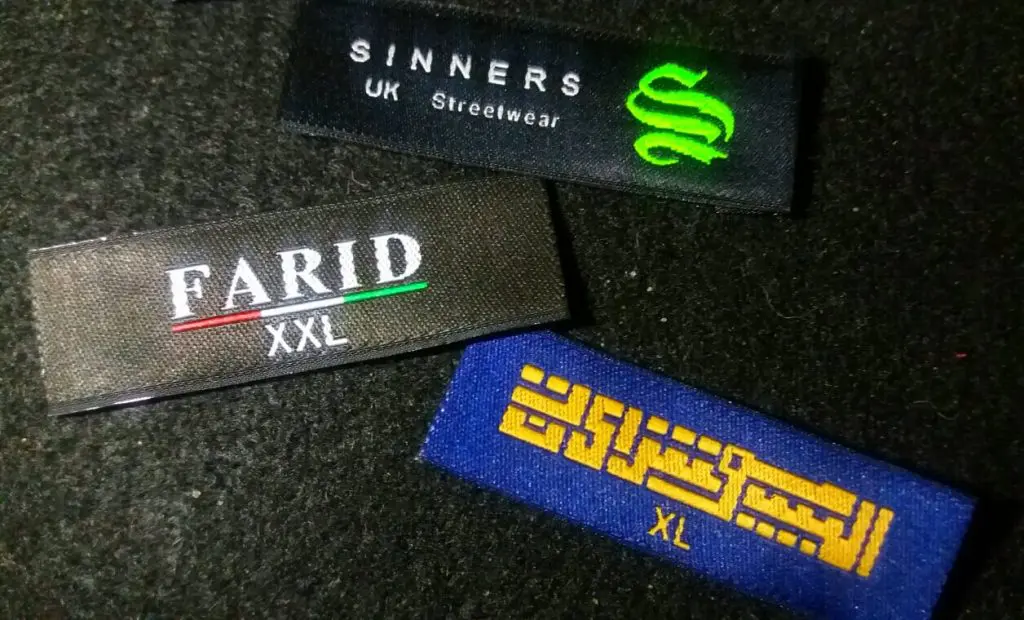 SINNERS
UK Streetwear
S
FARID
XXL
XL